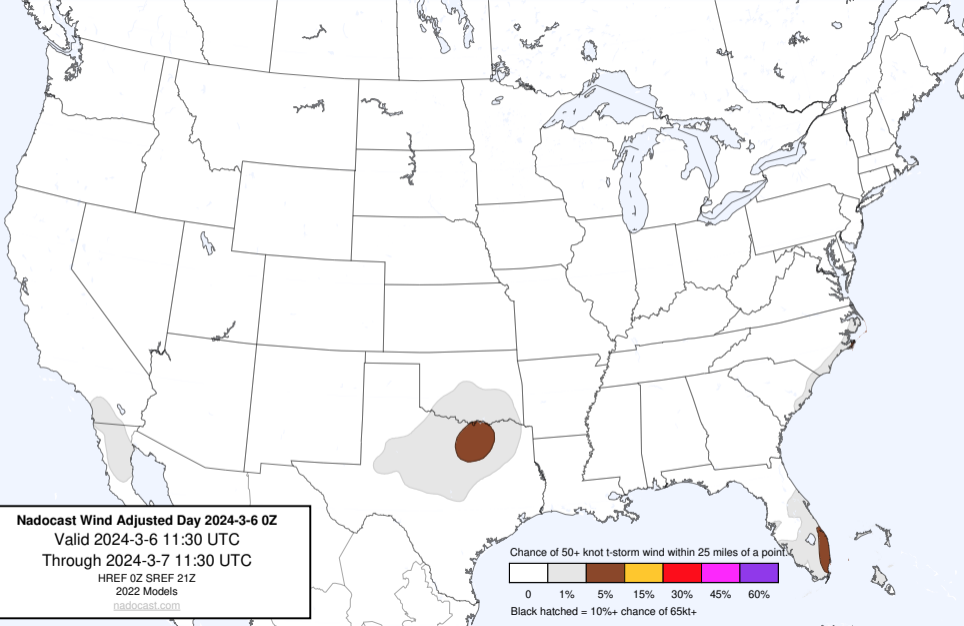 Nadocast Wind Adjusted Day 2024-3-6 0Z
Valid 2024-3-6 11:30 UTC
Through 2024-3-7 11:30 UTC
HREF 0Z SREF 21Z
2022 Models
nadocast.com
Chance of 50+ knot t-storm wind within 25 miles of a point.
0 1% 5% 15% 30% 45% 60%
Black hatched = 10%+ chance of 65kt+